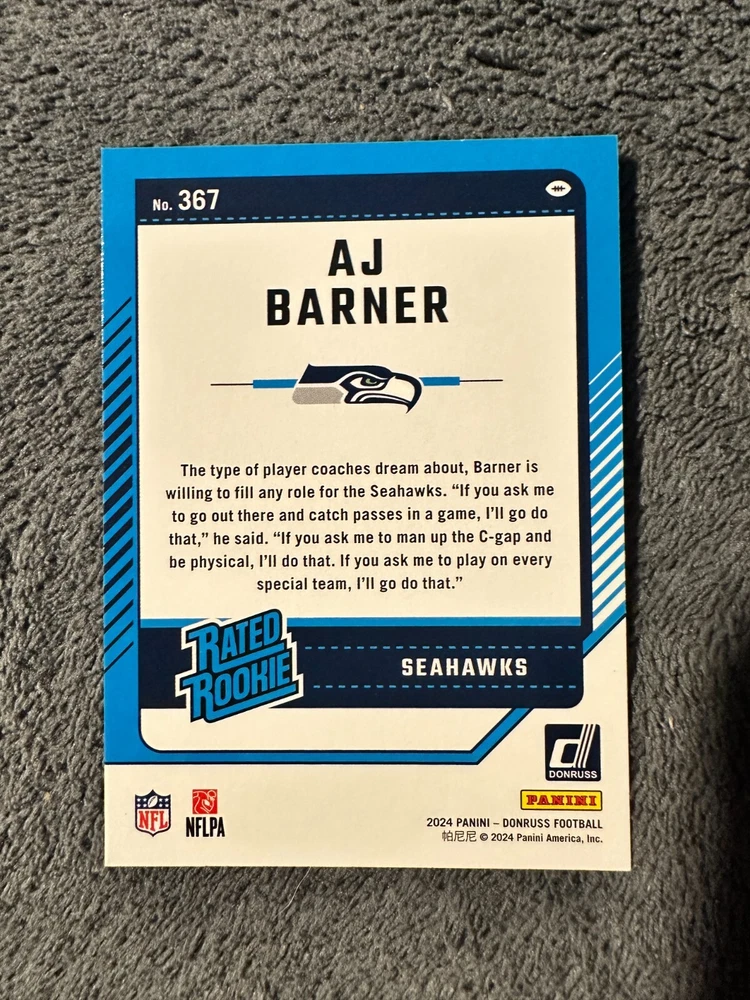 No. 367
AJ
BARNER
The type of player coaches dream about, Barner is
willing to fill any role for the Seahawks. “If you ask me
to go out there and catch passes in a game, I’ll go do
that,” he said. “If you ask me to man up the C-gap and
be physical, I’ll do that. If you ask me to play on every
special team, I’ll go do that.”
RATED
ROOKIE
SEAHAWKS
d
DONRUSS
PANINI
NFL
NFLPA
2024 PANINI – DONRUSS FOOTBALL
帕尼尼 © 2024 Panini America, Inc.